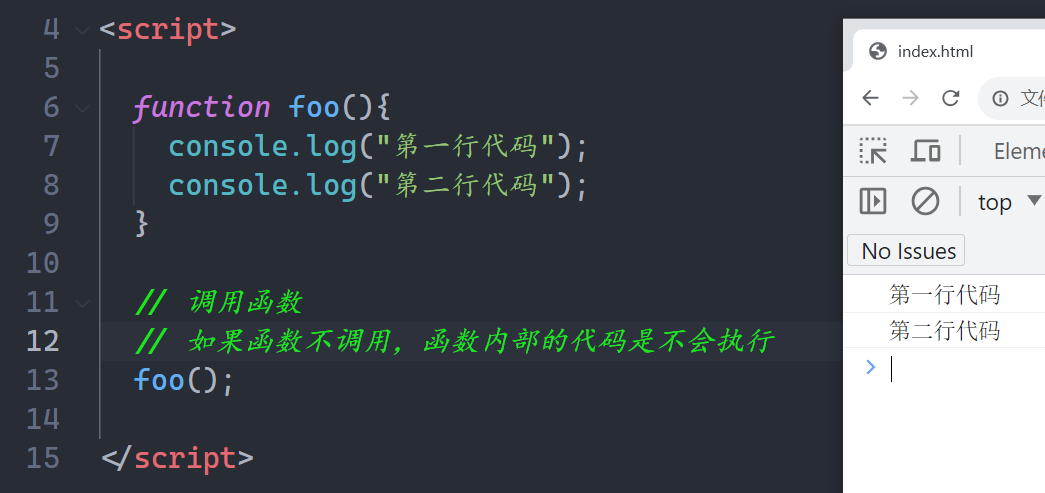 4 <script>
5
6 function foo(){
7 console.log("第一行代码");
8 console.log("第二行代码");
9 }
10
11 // 调用函数
12 // 如果函数不调用，函数内部的代码是不会执行
13 foo();
14
15 </script>
index.html
文件
Eleme
top
No Issues
第一行代码
第二行代码